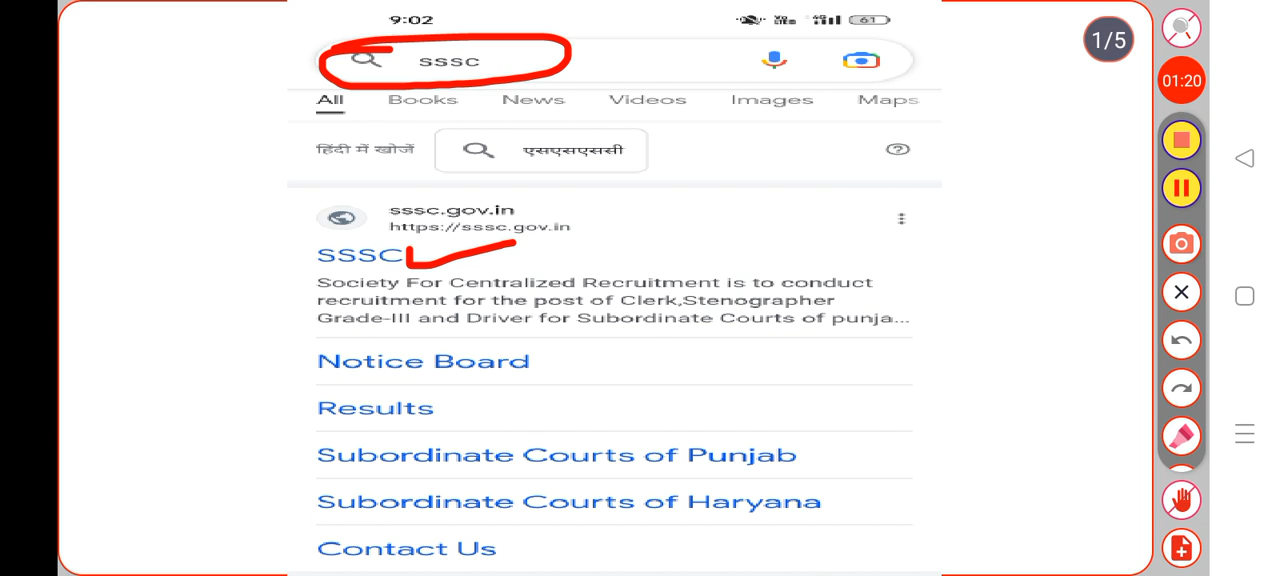 9:02
61
1/5
sssc
01:20
All Books News Videos Images Maps
हिंदी में खोजें एसएसएससी
sssc.gov.in
https://sssc.gov.in
SSSC
Society For Centralized Recruitment is to conduct
recruitment for the post of Clerk,Stenographer
Grade-III and Driver for Subordinate Courts of punja...
Notice Board
Results
Subordinate Courts of Punjab
Subordinate Courts of Haryana
Contact Us